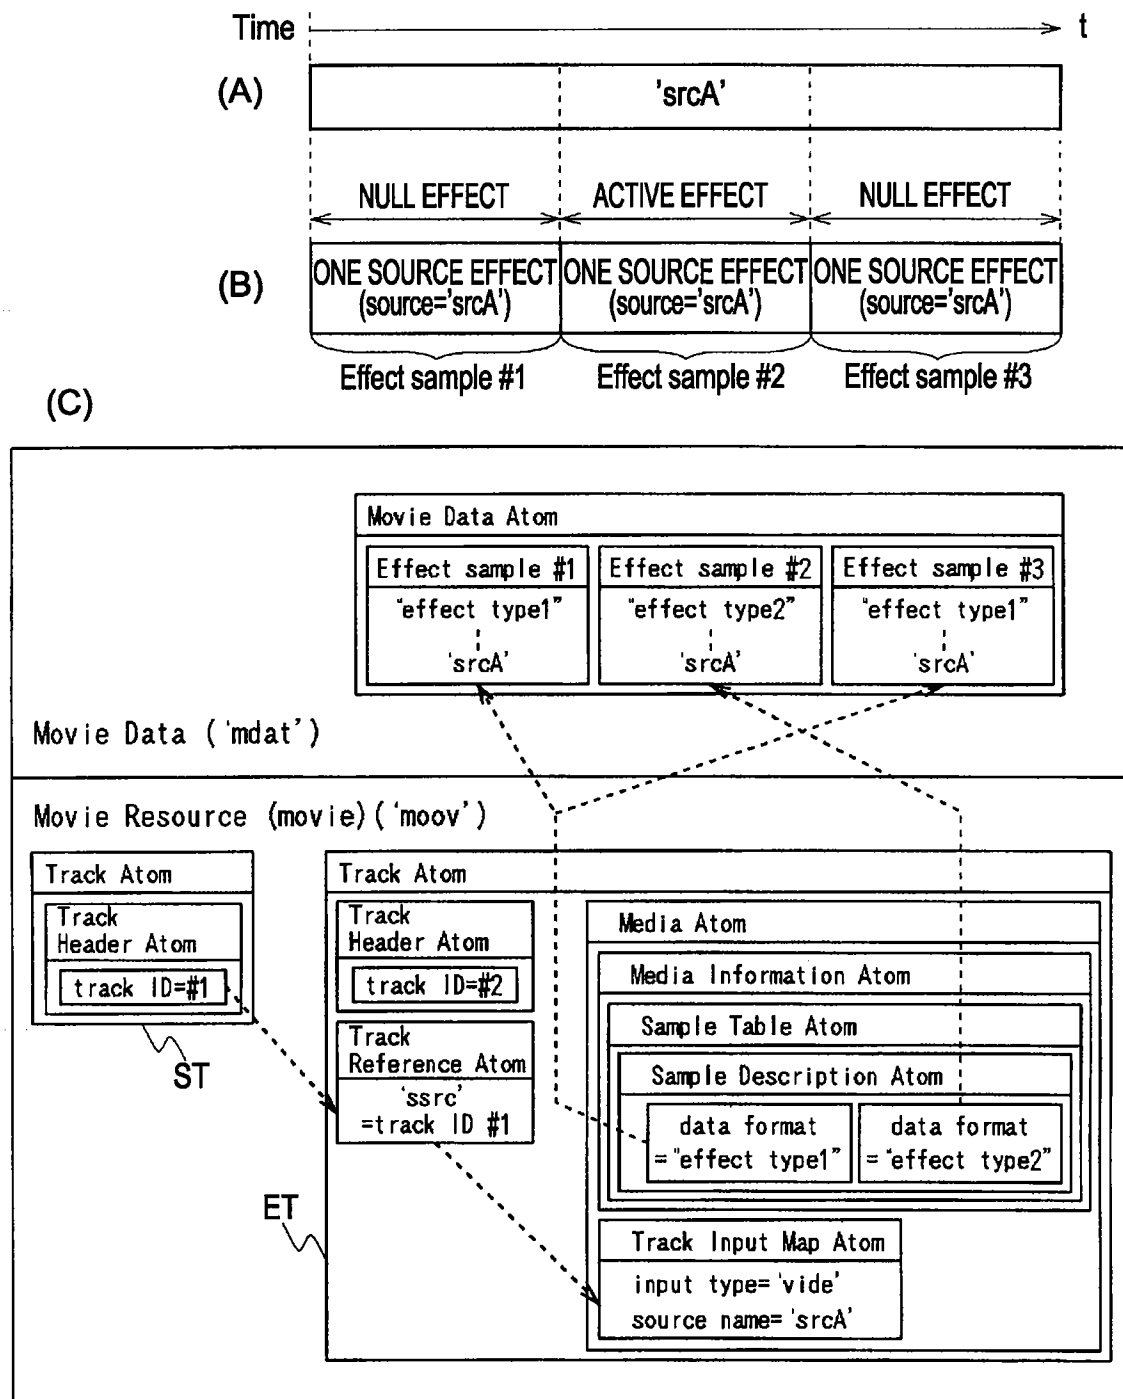 Time t
(A)
'srcA'
NULL EFFECT ACTIVE EFFECT NULL EFFECT
(B)
ONE SOURCE EFFECT ONE SOURCE EFFECT ONE SOURCE EFFECT
(source='srcA') (source='srcA') (source='srcA')
Effect sample #1 Effect sample #2 Effect sample #3
(C)
Movie Data Atom
Effect sample #1 Effect sample #2 Effect sample #3
“effect type1” “effect type2” “effect type1”
'srcA' 'srcA' 'srcA'
Movie Data ('mdat')
Movie Resource (movie)('moov')
Track Atom
Track
Header Atom
track ID=#1
ST
Track Atom
Track
Header Atom
track ID=#2
Track
Reference Atom
'ssrc'
=track ID #1
ET
Media Atom
Media Information Atom
Sample Table Atom
Sample Description Atom
data format data format
=“effect type1” =“effect type2”
Track Input Map Atom
input type='vide'
source name='srcA'